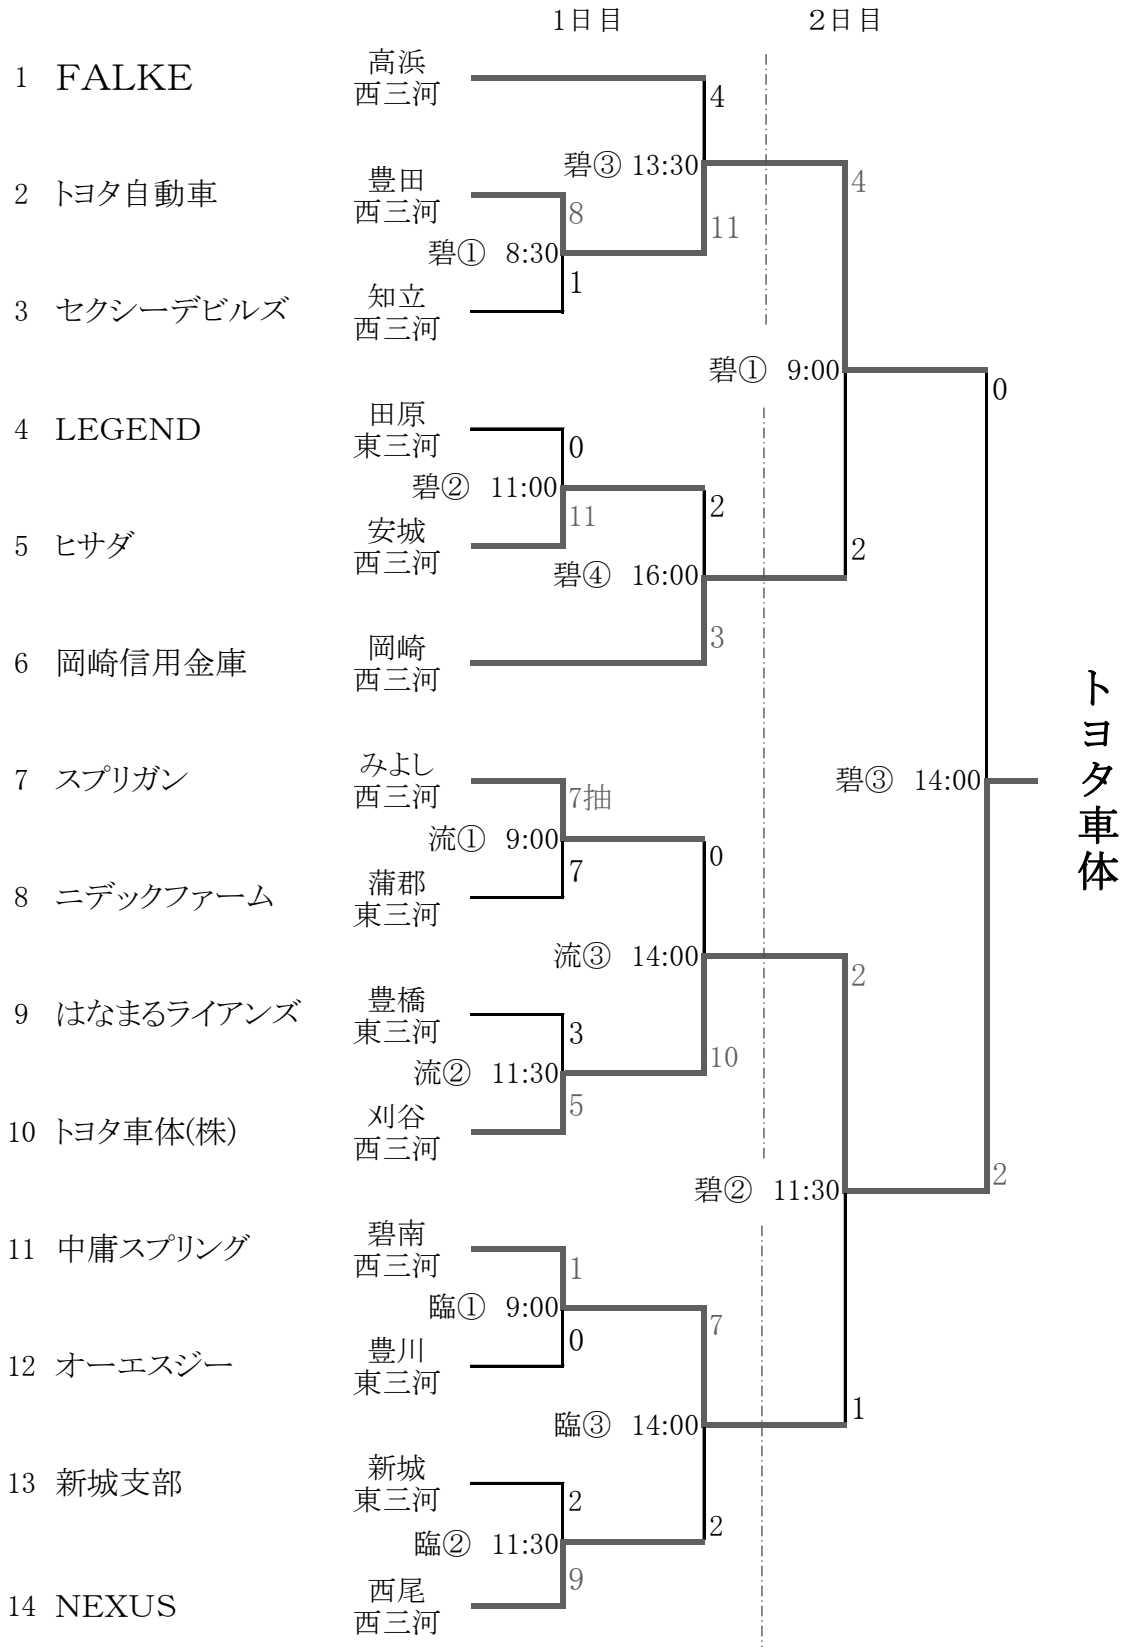 1日目 2日目
1 FALKE 高浜
西三河
4
碧③ 13:30
2 トヨタ自動車 豊田
西三河
8
4
11
碧① 8:30
1
3 セクシーデビルズ 知立
西三河
碧① 9:00
0
4 LEGEND 田原
東三河
0
碧② 11:00
2
11
5 ヒサダ 安城
西三河
2
碧④ 16:00
3
6 岡崎信用金庫 岡崎
西三河
7 スプリガン みよし
西三河
7抽
碧③ 14:00
トヨタ車体
流① 9:00
0
7
8 ニデックファーム 蒲郡
東三河
流③ 14:00
2
9 はなまるライアンズ 豊橋
東三河
3
10
流② 11:30
5
10 トヨタ車体(株) 刈谷
西三河
2
碧② 11:30
11 中庸スプリング 碧南
西三河
1
臨① 9:00
7
0
12 オーエスジー 豊川
東三河
1
臨③ 14:00
13 新城支部 新城
東三河
2
2
臨② 11:30
9
14 NEXUS 西尾
西三河